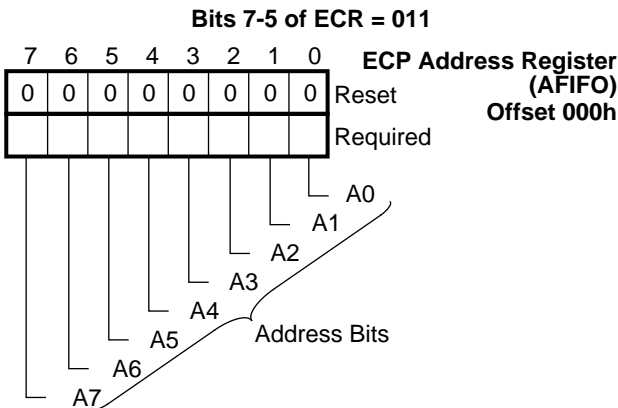 Bits 7-5 of ECR = 011
7 6 5 4 3 2 1 0
ECP Address Register
(AFIFO)
Offset 000h
0 0 0 0 0 0 0 0 Reset
Required
A0
A1
A2
A3
A4
A5
A6
A7
Address Bits